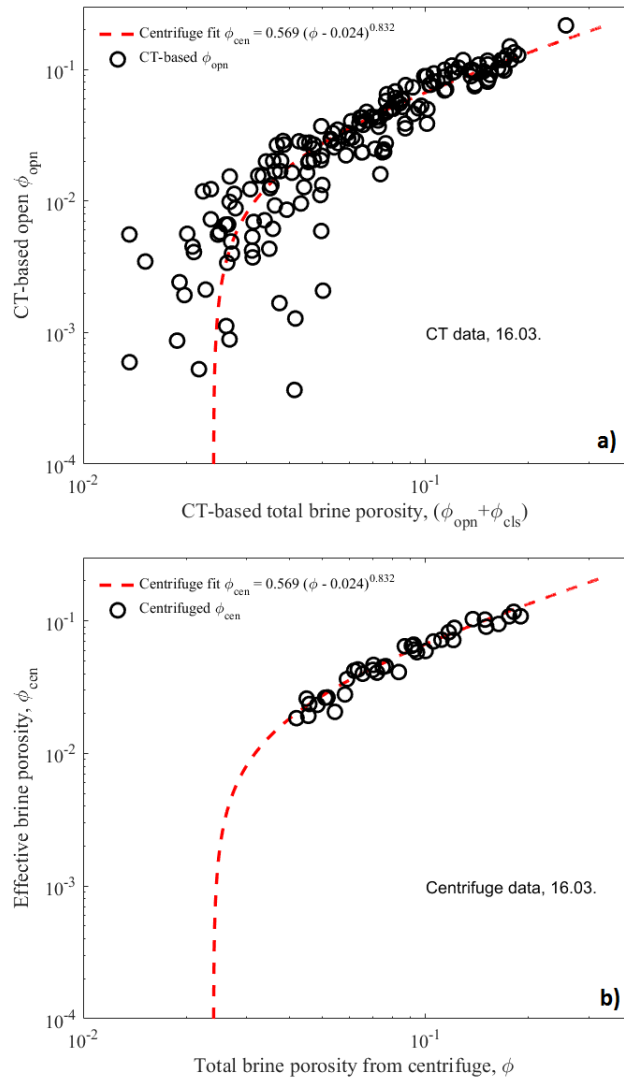 Centrifuge fit ϕcen = 0.569 (ϕ - 0.024)^0.832
CT-based ϕopn
10^-1
10^-2
10^-3
10^-4
CT-based open ϕopn
CT data, 16.03.
a)
10^-2
10^-1
CT-based total brine porosity, (ϕopn+ϕcls)
Centrifuge fit ϕcen = 0.569 (ϕ - 0.024)^0.832
Centrifuged ϕcen
10^-1
10^-2
10^-3
10^-4
Effective brine porosity, ϕcen
Centrifuge data, 16.03.
b)
10^-2
10^-1
Total brine porosity from centrifuge, ϕ